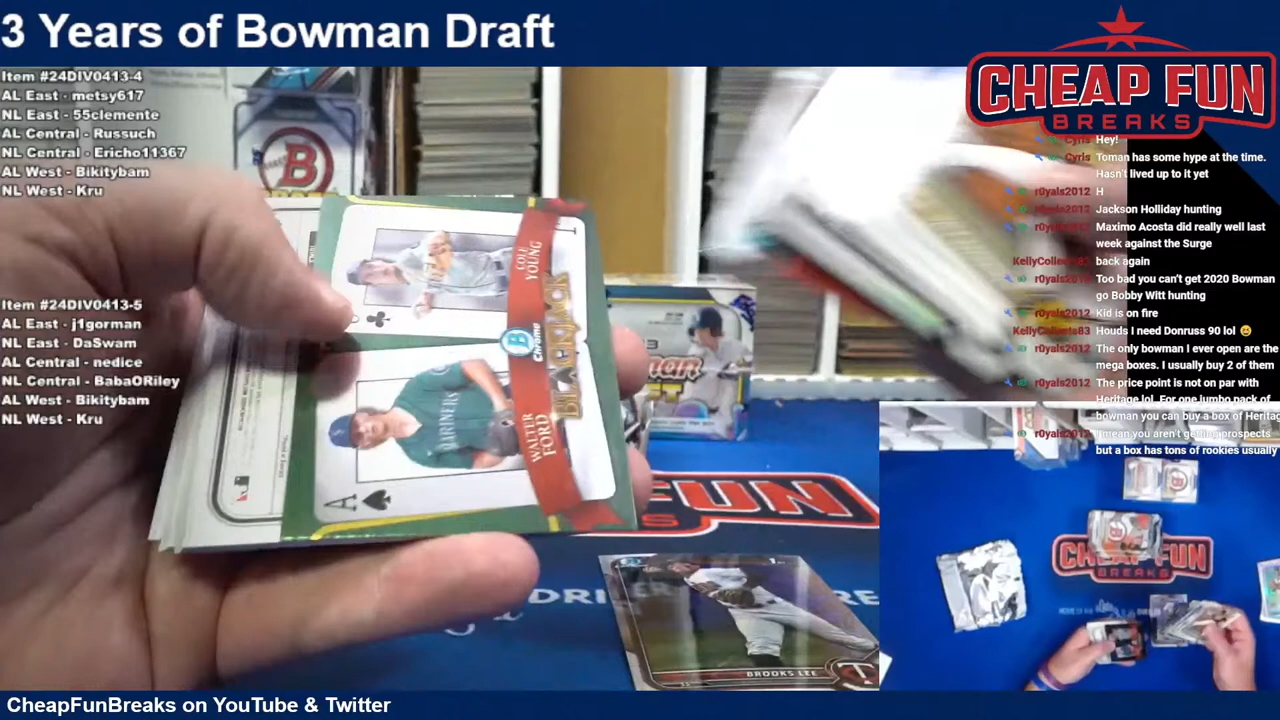 3 Years of Bowman Draft
Item #24DIV0413-4
AL East - metsy617
NL East - 55clemente
AL Central - Russuch
NL Central - Ericho11367
AL West - Bikitybam
NL West - Kru
Item #24DIV0413-5
AL East - j1gorman
NL East - DaSwam
AL Central - nedice
NL Central - BabaORiley
AL West - Bikitybam
NL West - Kru
CHEAP FUN
BREAKS
Cyris Hey!
Cyris Toman has some hype at the time.
Hasn't lived up to it yet
r0yals2012 H
r0yals2012 Jackson Holliday hunting
r0yals2012 Maximo Acosta did really well last
week against the Surge
KellyCollects83 back again
r0yals2012 Too bad you can't get 2020 Bowman
go Bobby Witt hunting
r0yals2012 Kid is on fire
KellyCollects83 Houds I need Donruss 90 lol
r0yals2012 The only bowman I ever open are the
mega boxes. I usually buy 2 of them
r0yals2012 The price point is not on par with
Heritage lol. For one jumbo pack of
bowman you can buy a box of Heritag
r0yals2012 I mean you aren't getting prospects
but a box has tons of rookies usually
COLE
YOUNG
Chrome
BLACKJACK
WALTER
FORD
MARINERS
A
B
FUN
BROOKS LEE
CHEAP FUN
BREAKS
CheapFunBreaks on YouTube & Twitter